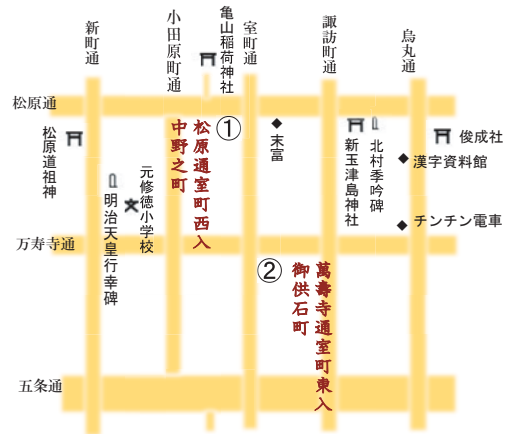 新町通
小田原町通
亀山稲荷神社
室町通
諏訪町通
烏丸通
松原通
松原道祖神
明治天皇行幸碑
元修徳小学校
中野之町
松原通室町西入
①
末富
新玉津島神社
北村季吟碑
俊成社
漢字資料館
チンチン電車
万寿寺通
②
御供石町
萬壽寺通室町東入
五条通